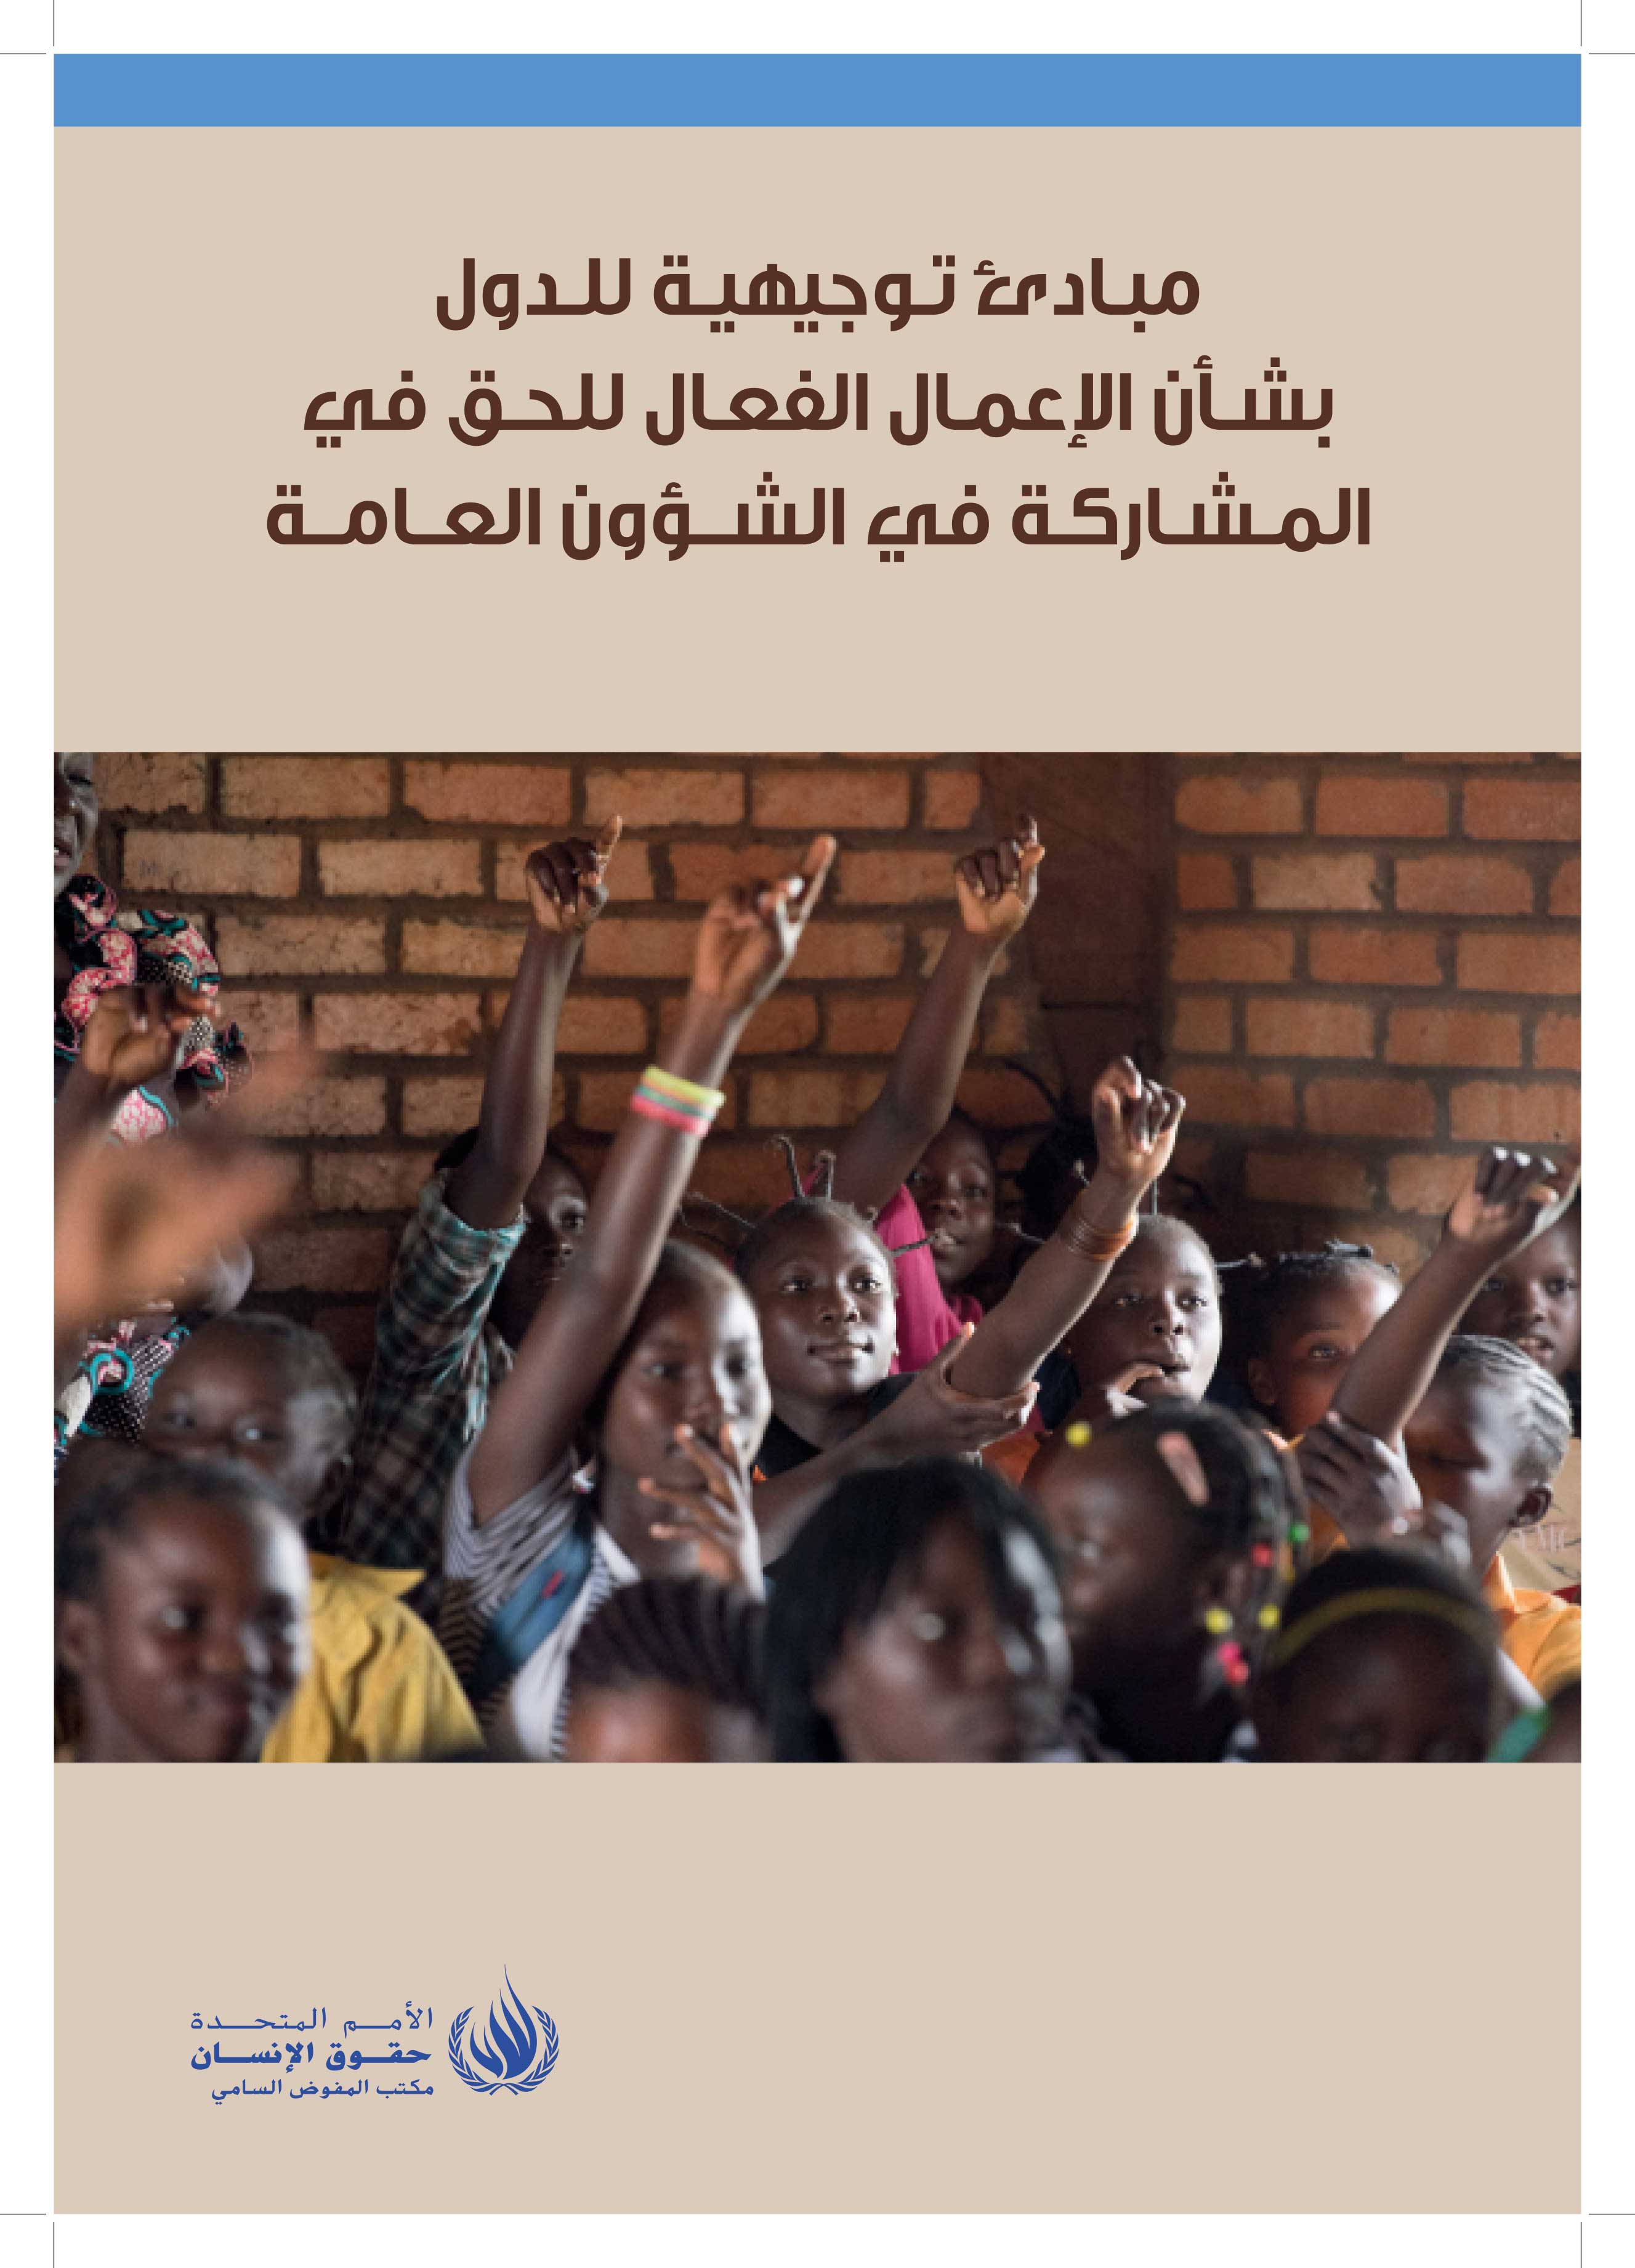 مبادئ توجيهية للدول
بشأن الإعمال الفعال للحق في
المشاركة في الشؤون العامة
الأمم المتحدة
حقوق الإنسان
مكتب المفوض السامي